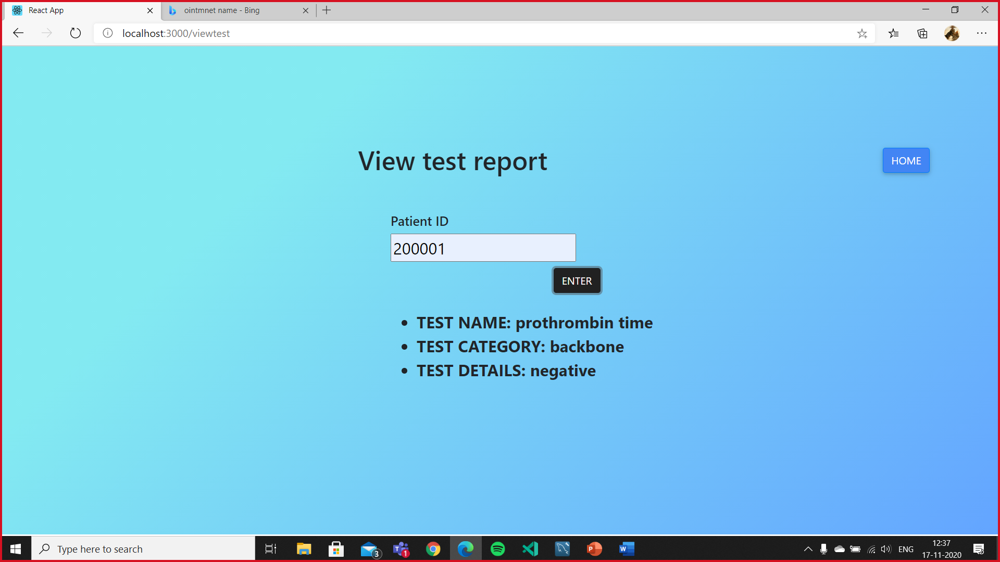 React App
ointmnet name - Bing
localhost:3000/viewtest
View test report
HOME
Patient ID
200001
ENTER
TEST NAME: prothrombin time
TEST CATEGORY: backbone
TEST DETAILS: negative
Type here to search
3
T
1
P
W
ENG
12:37
17-11-2020